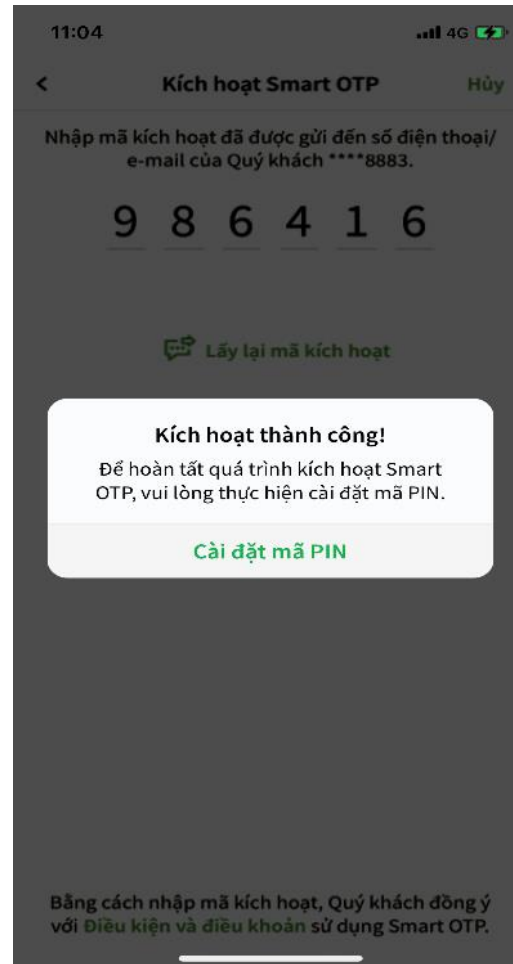 11:04 4G
< Kích hoạt Smart OTP Hủy
Nhập mã kích hoạt đã được gửi đến số điện thoại/
e-mail của Quý khách ****8883.
9 8 6 4 1 6
Lấy lại mã kích hoạt
Kích hoạt thành công!
Để hoàn tất quá trình kích hoạt Smart
OTP, vui lòng thực hiện cài đặt mã PIN.
Cài đặt mã PIN
Bằng cách nhập mã kích hoạt, Quý khách đồng ý
với Điều kiện và điều khoản sử dụng Smart OTP.